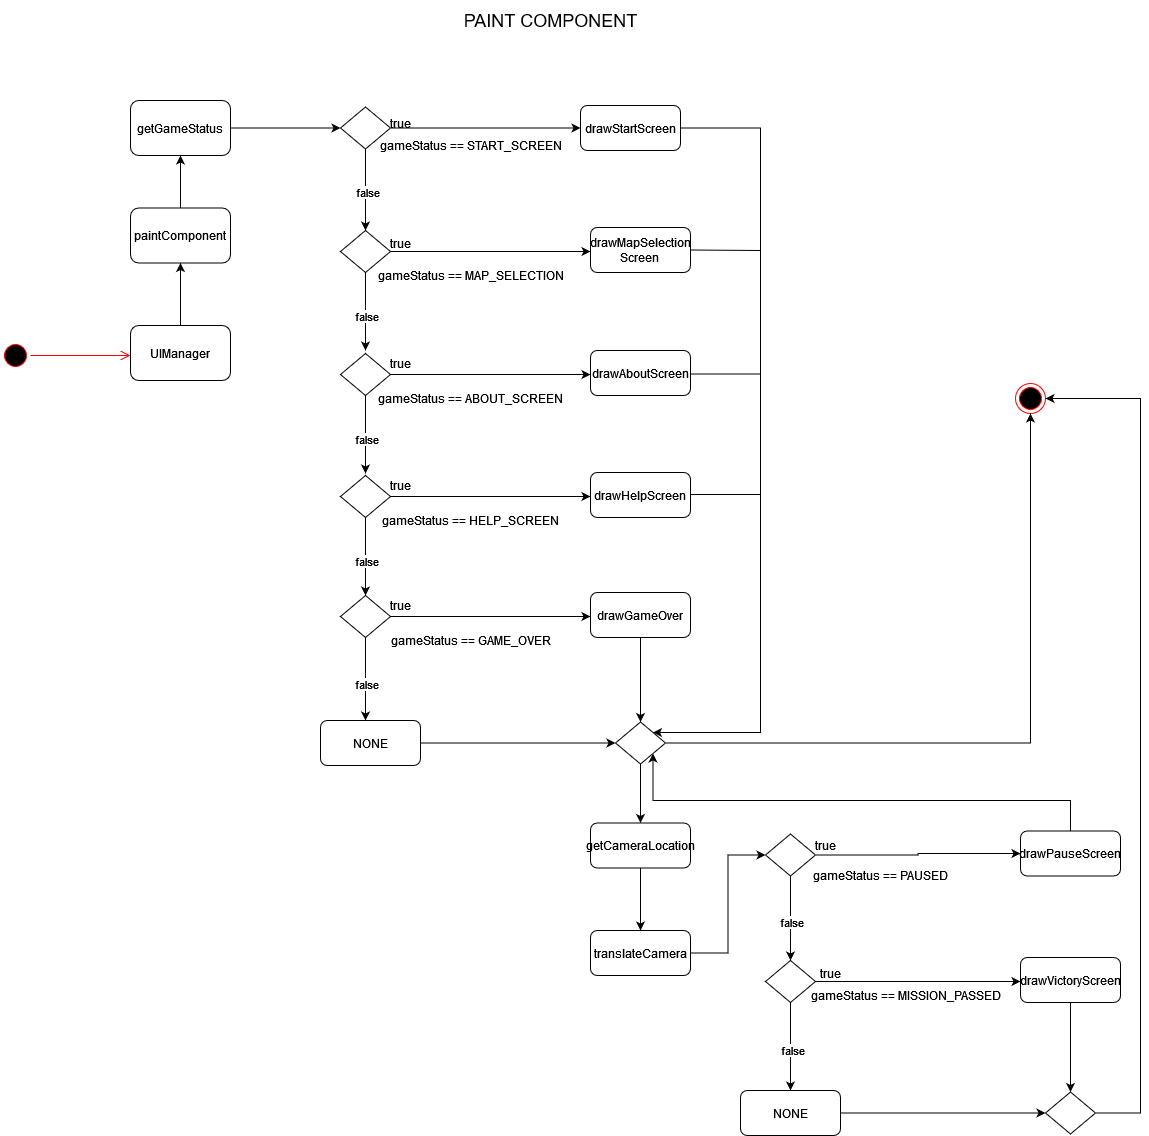 PAINT COMPONENT
getGameStatus
true
drawStartScreen
gameStatus == START_SCREEN
false
paintComponent
true
drawMapSelection
Screen
gameStatus == MAP_SELECTION
false
UIManager
true
drawAboutScreen
gameStatus == ABOUT_SCREEN
false
true
drawHelpScreen
gameStatus == HELP_SCREEN
false
true
drawGameOver
gameStatus == GAME_OVER
false
NONE
getCameraLocation
true
drawPauseScreen
gameStatus == PAUSED
false
translateCamera
true
drawVictoryScreen
gameStatus == MISSION_PASSED
false
NONE